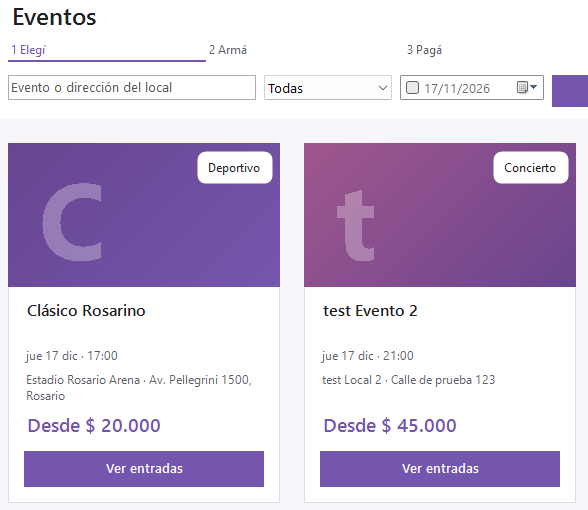 Eventos
1 Elegí
2 Armá
3 Pagá
Evento o dirección del local
Todas
17/11/2026
C
Deportivo
Clásico Rosarino
jue 17 dic · 17:00
Estadio Rosario Arena · Av. Pellegrini 1500,
Rosario
Desde $ 20.000
Ver entradas
t
Concierto
test Evento 2
jue 17 dic · 21:00
test Local 2 · Calle de prueba 123
Desde $ 45.000
Ver entradas